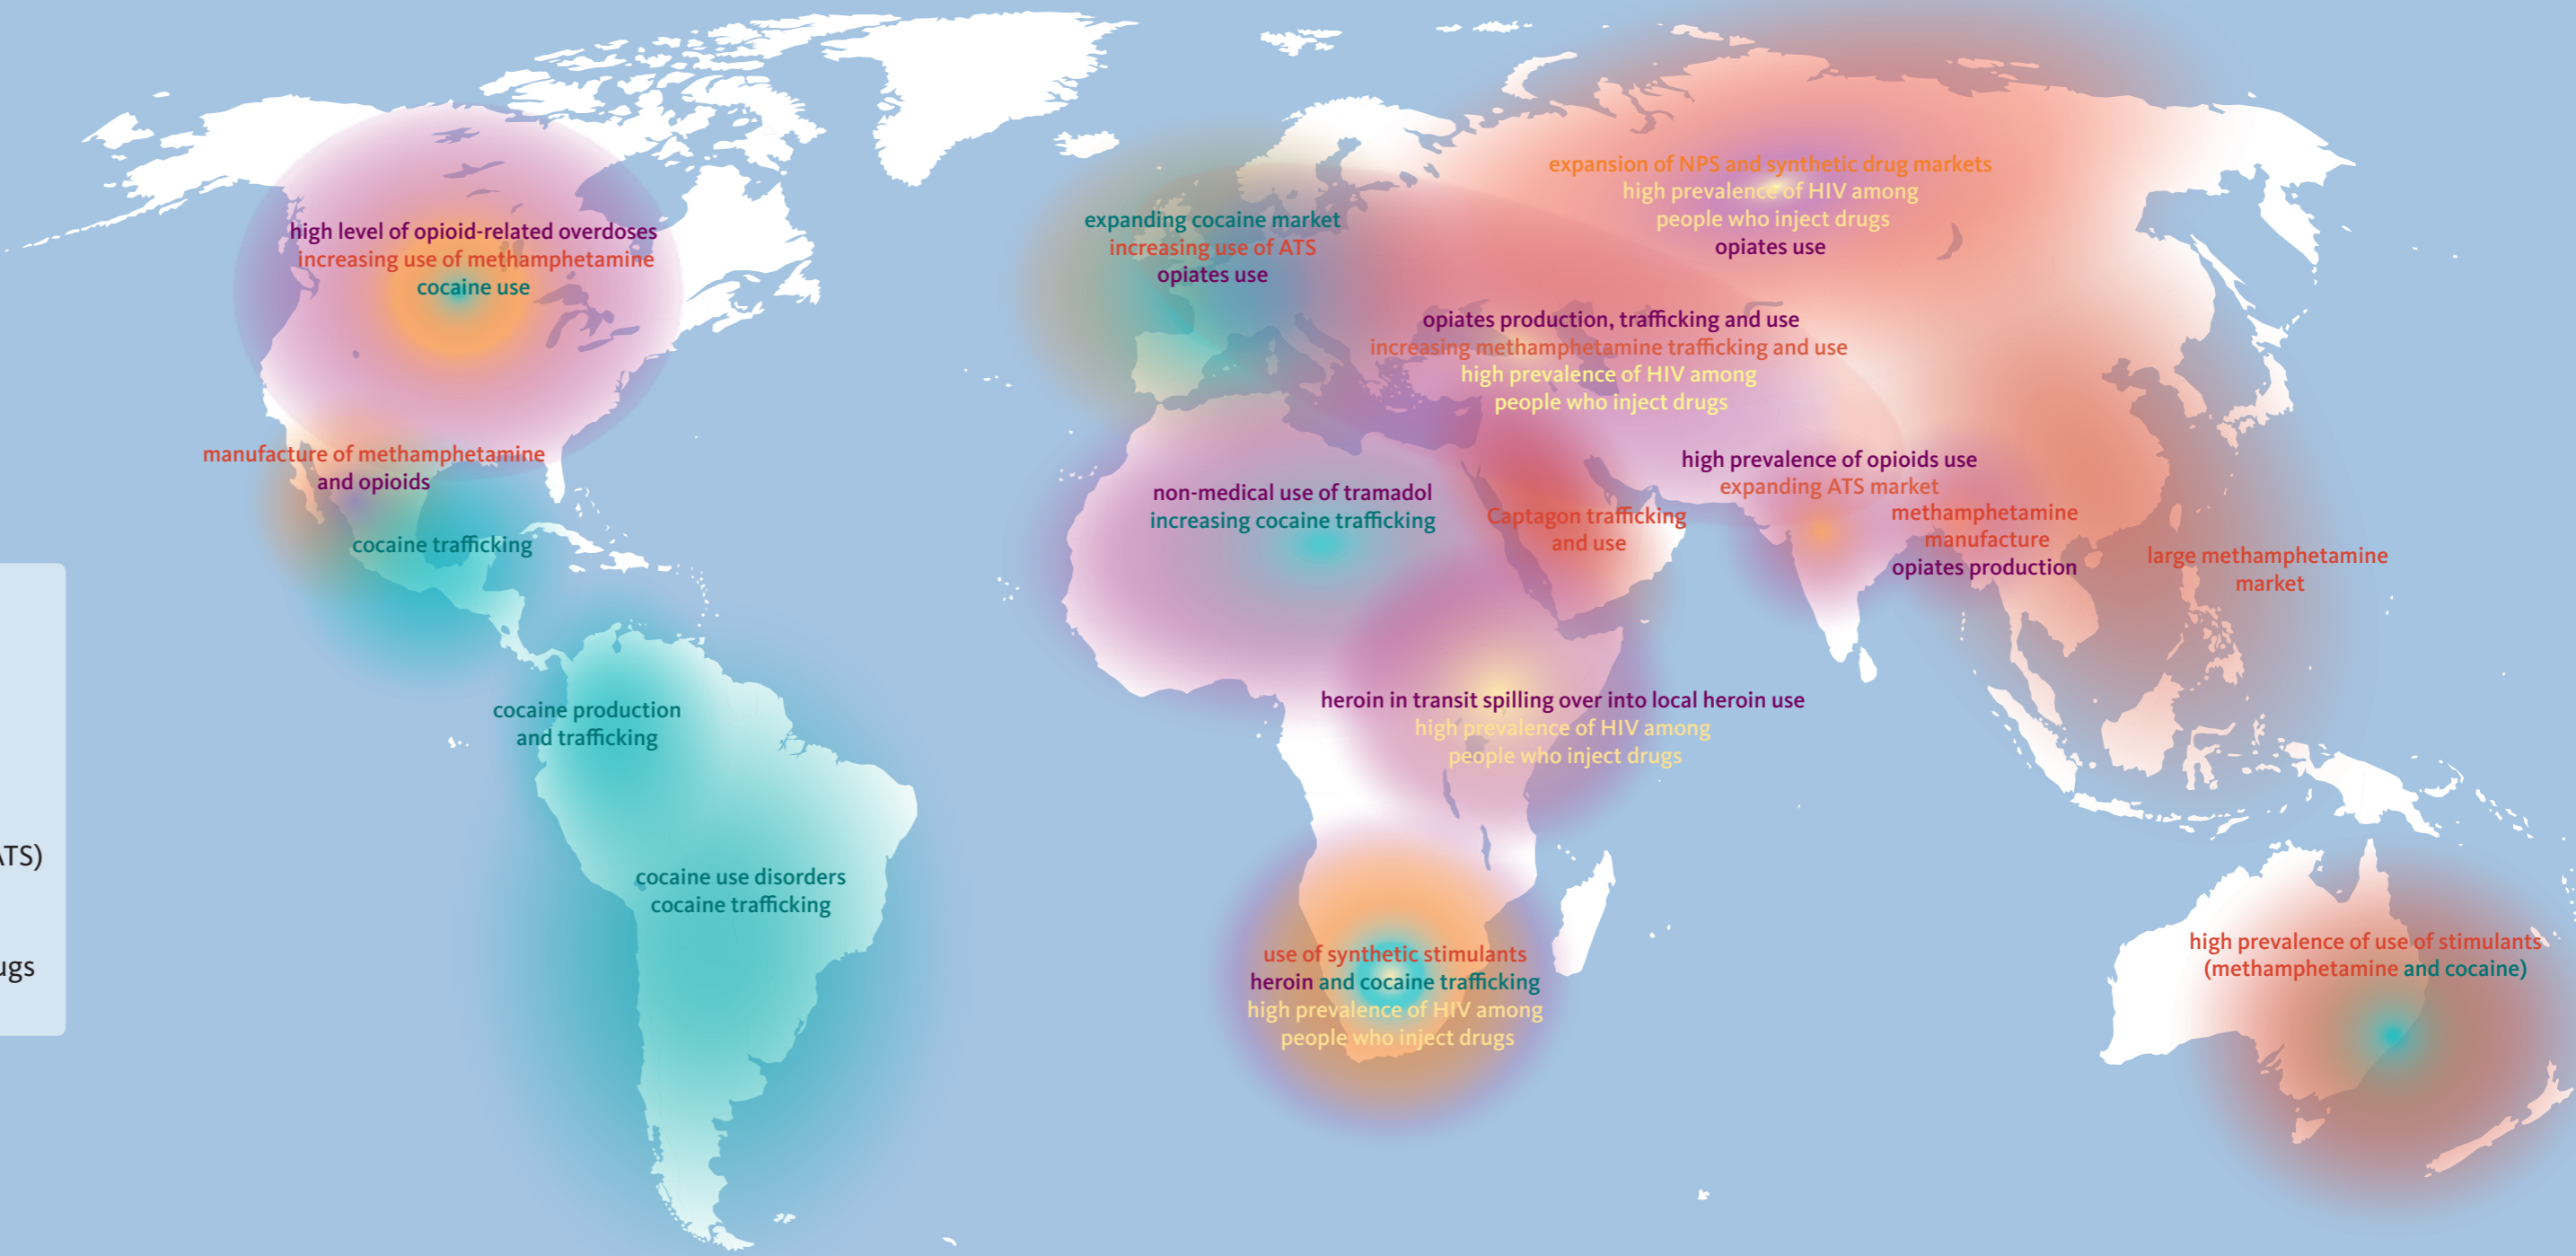 high level of opioid-related overdoses
increasing use of methamphetamine
cocaine use
manufacture of methamphetamine
and opioids
cocaine trafficking
cocaine production
and trafficking
cocaine use disorders
cocaine trafficking
ATS)
ugs
expanding cocaine market
increasing use of ATS
opiates use
expansion of NPS and synthetic drug markets
high prevalence of HIV among
people who inject drugs
opiates use
opiates production, trafficking and use
increasing methamphetamine trafficking and use
high prevalence of HIV among
people who inject drugs
non-medical use of tramadol
increasing cocaine trafficking
Captagon trafficking
and use
high prevalence of opioids use
expanding ATS market
methamphetamine
manufacture
opiates production
large methamphetamine
market
heroin in transit spilling over into local heroin use
high prevalence of HIV among
people who inject drugs
use of synthetic stimulants
heroin and cocaine trafficking
high prevalence of HIV among
people who inject drugs
high prevalence of use of stimulants
(methamphetamine and cocaine)